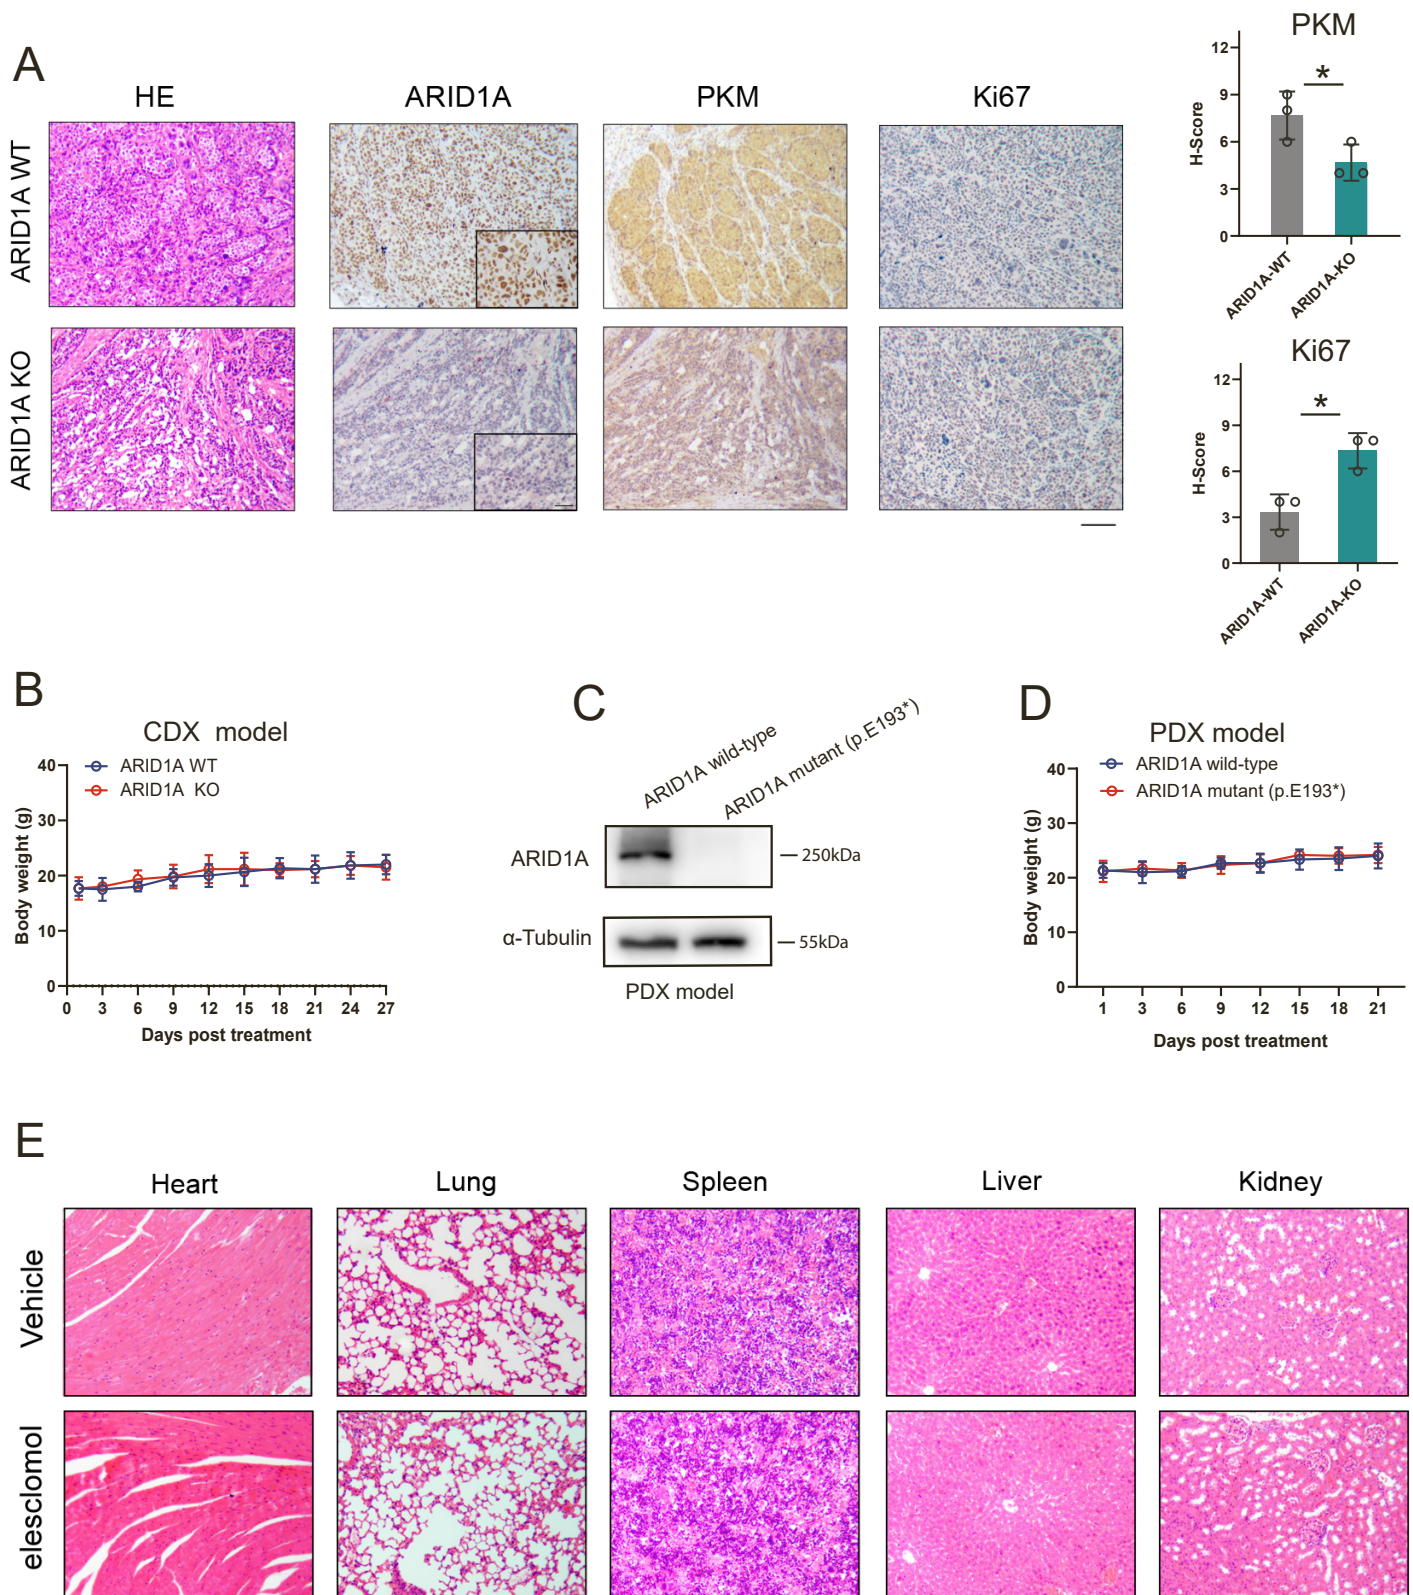 A
HE
ARID1A
PKM
Ki67
ARID1A WT
ARID1A KO
PKM
H-Score
12
9
6
3
0
*
ARID1A-WT
ARID1A-KO
Ki67
H-Score
12
9
6
3
0
*
ARID1A-WT
ARID1A-KO
B
CDX model
ARID1A WT
ARID1A KO
Body weight (g)
40
30
20
10
0
0 3 6 9 12 15 18 21 24 27
Days post treatment
C
ARID1A wild-type
ARID1A mutant (p.E193*)
ARID1A
250kDa
α-Tubulin
55kDa
PDX model
D
PDX model
ARID1A wild-type
ARID1A mutant (p.E193*)
Body weight (g)
40
30
20
10
0
1 3 6 9 12 15 18 21
Days post treatment
E
Heart
Lung
Spleen
Liver
Kidney
Vehicle
elesclomol